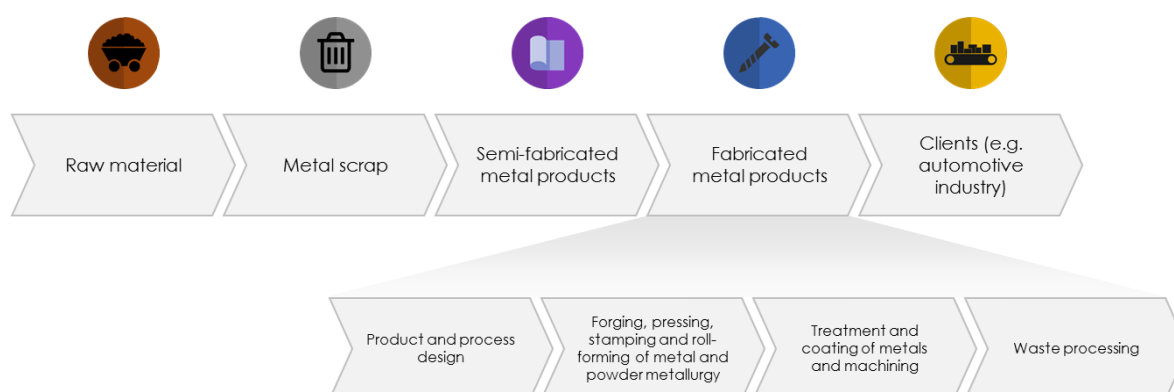 Raw material
Metal scrap
Semi-fabricated
metal products
Fabricated
metal products
Clients (e.g.
automotive
industry)
Product and process
design
Forging, pressing,
stamping and roll-
forming of metal and
powder metallurgy
Treatment and
coating of metals
and machining
Waste processing